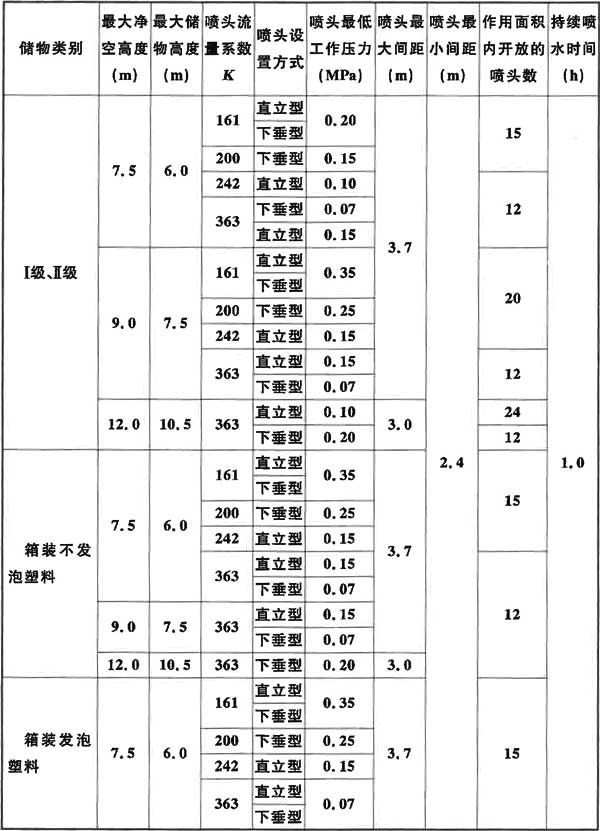 储物类别 最大净空高度(m) 最大储物高度(m) 喷头流量系数K 喷头设置方式 喷头最低工作压力(MPa) 喷头最大间距(m) 喷头最小间距(m) 作用面积内开放的喷头数 持续喷水时间(h)
Ⅰ级、Ⅱ级 7.5 6.0 161 直立型 0.20 3.7 2.4 15 1.0
下垂型
200 下垂型 0.15
242 直立型 0.10 12
363 下垂型 0.07
直立型 0.15
9.0 7.5 161 直立型 0.35 20
下垂型
200 下垂型 0.25
242 直立型 0.15
363 直立型 0.15 12
下垂型 0.07
12.0 10.5 363 直立型 0.10 3.0 24
下垂型 0.20 12
箱装不发泡塑料 7.5 6.0 161 直立型 0.35 3.7 15
下垂型
200 下垂型 0.25
242 直立型 0.15
363 直立型 0.15 12
下垂型 0.07
9.0 7.5 363 直立型 0.15
下垂型 0.07
12.0 10.5 363 下垂型 0.20 3.0
箱装发泡塑料 7.5 6.0 161 直立型 0.35 3.7 15
下垂型
200 下垂型 0.25
242 直立型 0.15
363 直立型 0.07
下垂型